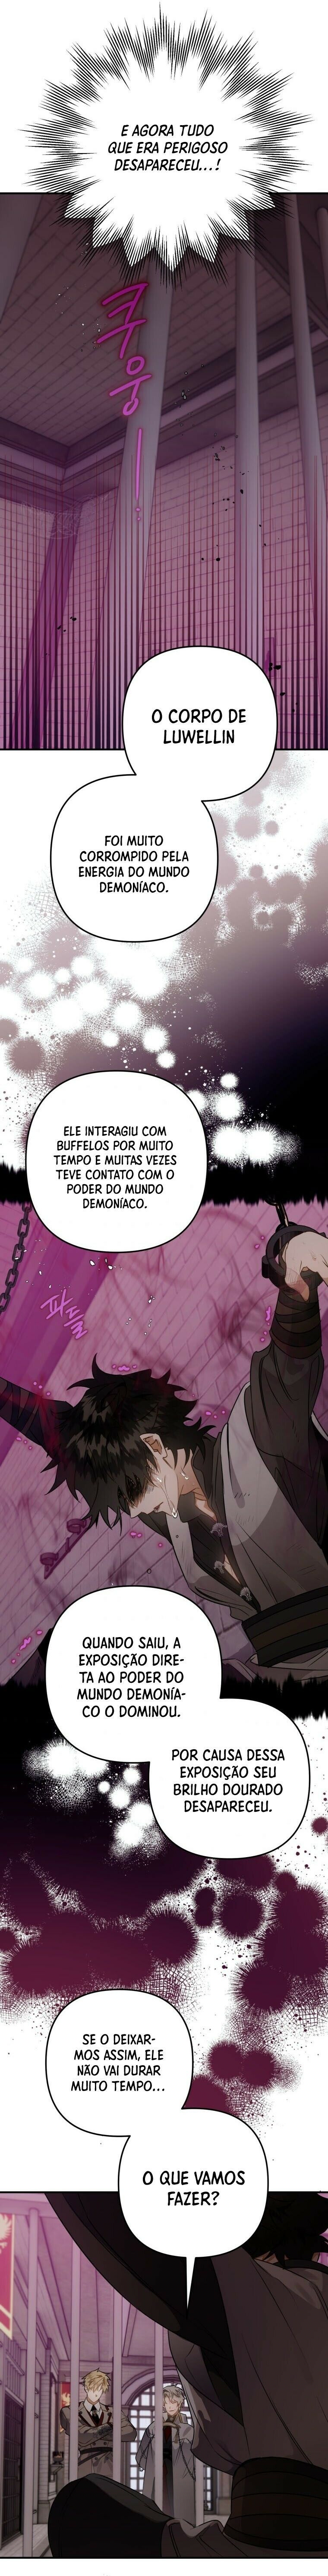 E AGORA TUDO
QUE ERA PERIGOSO
DESAPARECEU...!
쿠웅
O CORPO DE
LUWELLIN
FOI MUITO
CORROMPIDO PELA
ENERGIA DO MUNDO
DEMONÍACO.
ELE INTERAGIU COM
BUFFELOS POR MUITO
TEMPO E MUITAS VEZES
TEVE CONTATO COM O
PODER DO MUNDO
DEMONÍACO.
파즐
QUANDO SAIU, A
EXPOSIÇÃO DIRE-
TA AO PODER DO
MUNDO DEMONÍA-
CO O DOMINOU.
POR CAUSA DESSA
EXPOSIÇÃO SEU
BRILHO DOURADO
DESAPARECEU.
SE O DEIXAR-
MOS ASSIM, ELE
NÃO VAI DURAR
MUITO TEMPO...
O QUE VAMOS
FAZER?